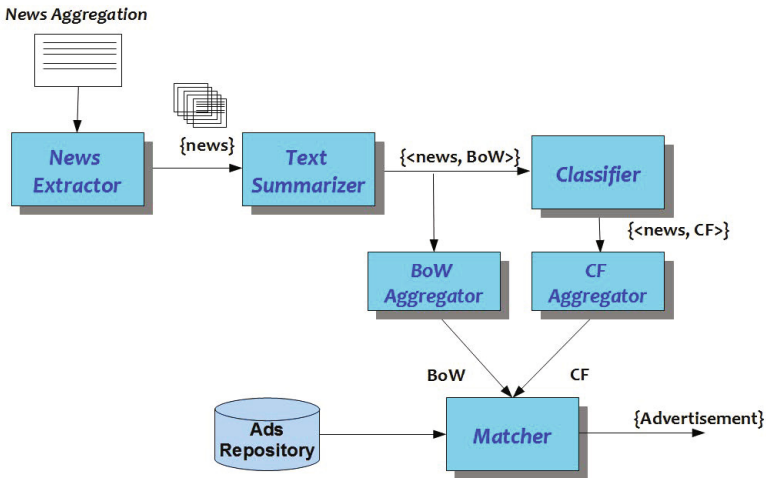 News Aggregation
News
Extractor
{news}
Text
Summarizer
{<news, BoW>}
Classifier
{<news, CF>}
BoW
Aggregator
CF
Aggregator
BoW
CF
Ads
Repository
Matcher
{Advertisement}